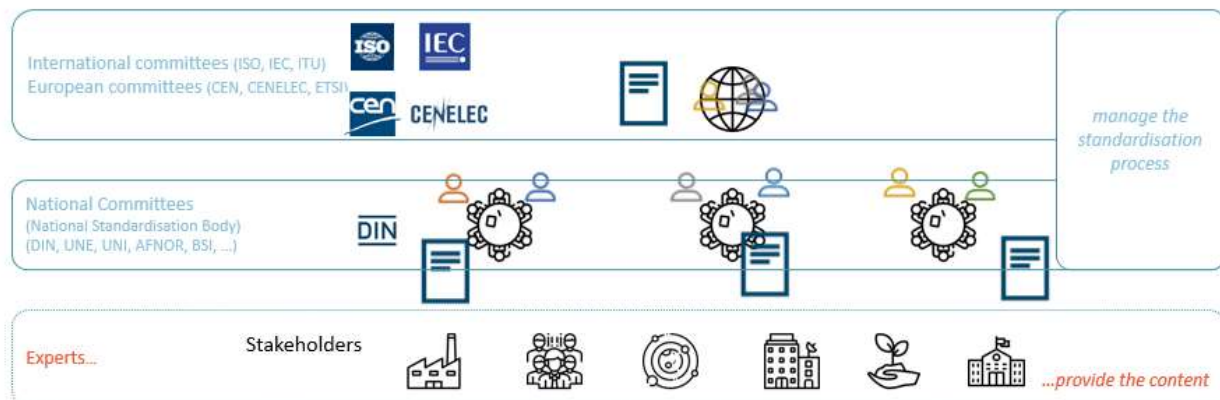 International committees (ISO, IEC, ITU)
European committees (CEN, CENELEC, ETSI)
ISO
IEC
cen
CENELEC
manage the
standardisation
process
National Committees
(National Standardisation Body)
(DIN, UNE, UNI, AFNOR, BSI, ...)
DIN
Experts...
Stakeholders
...provide the content